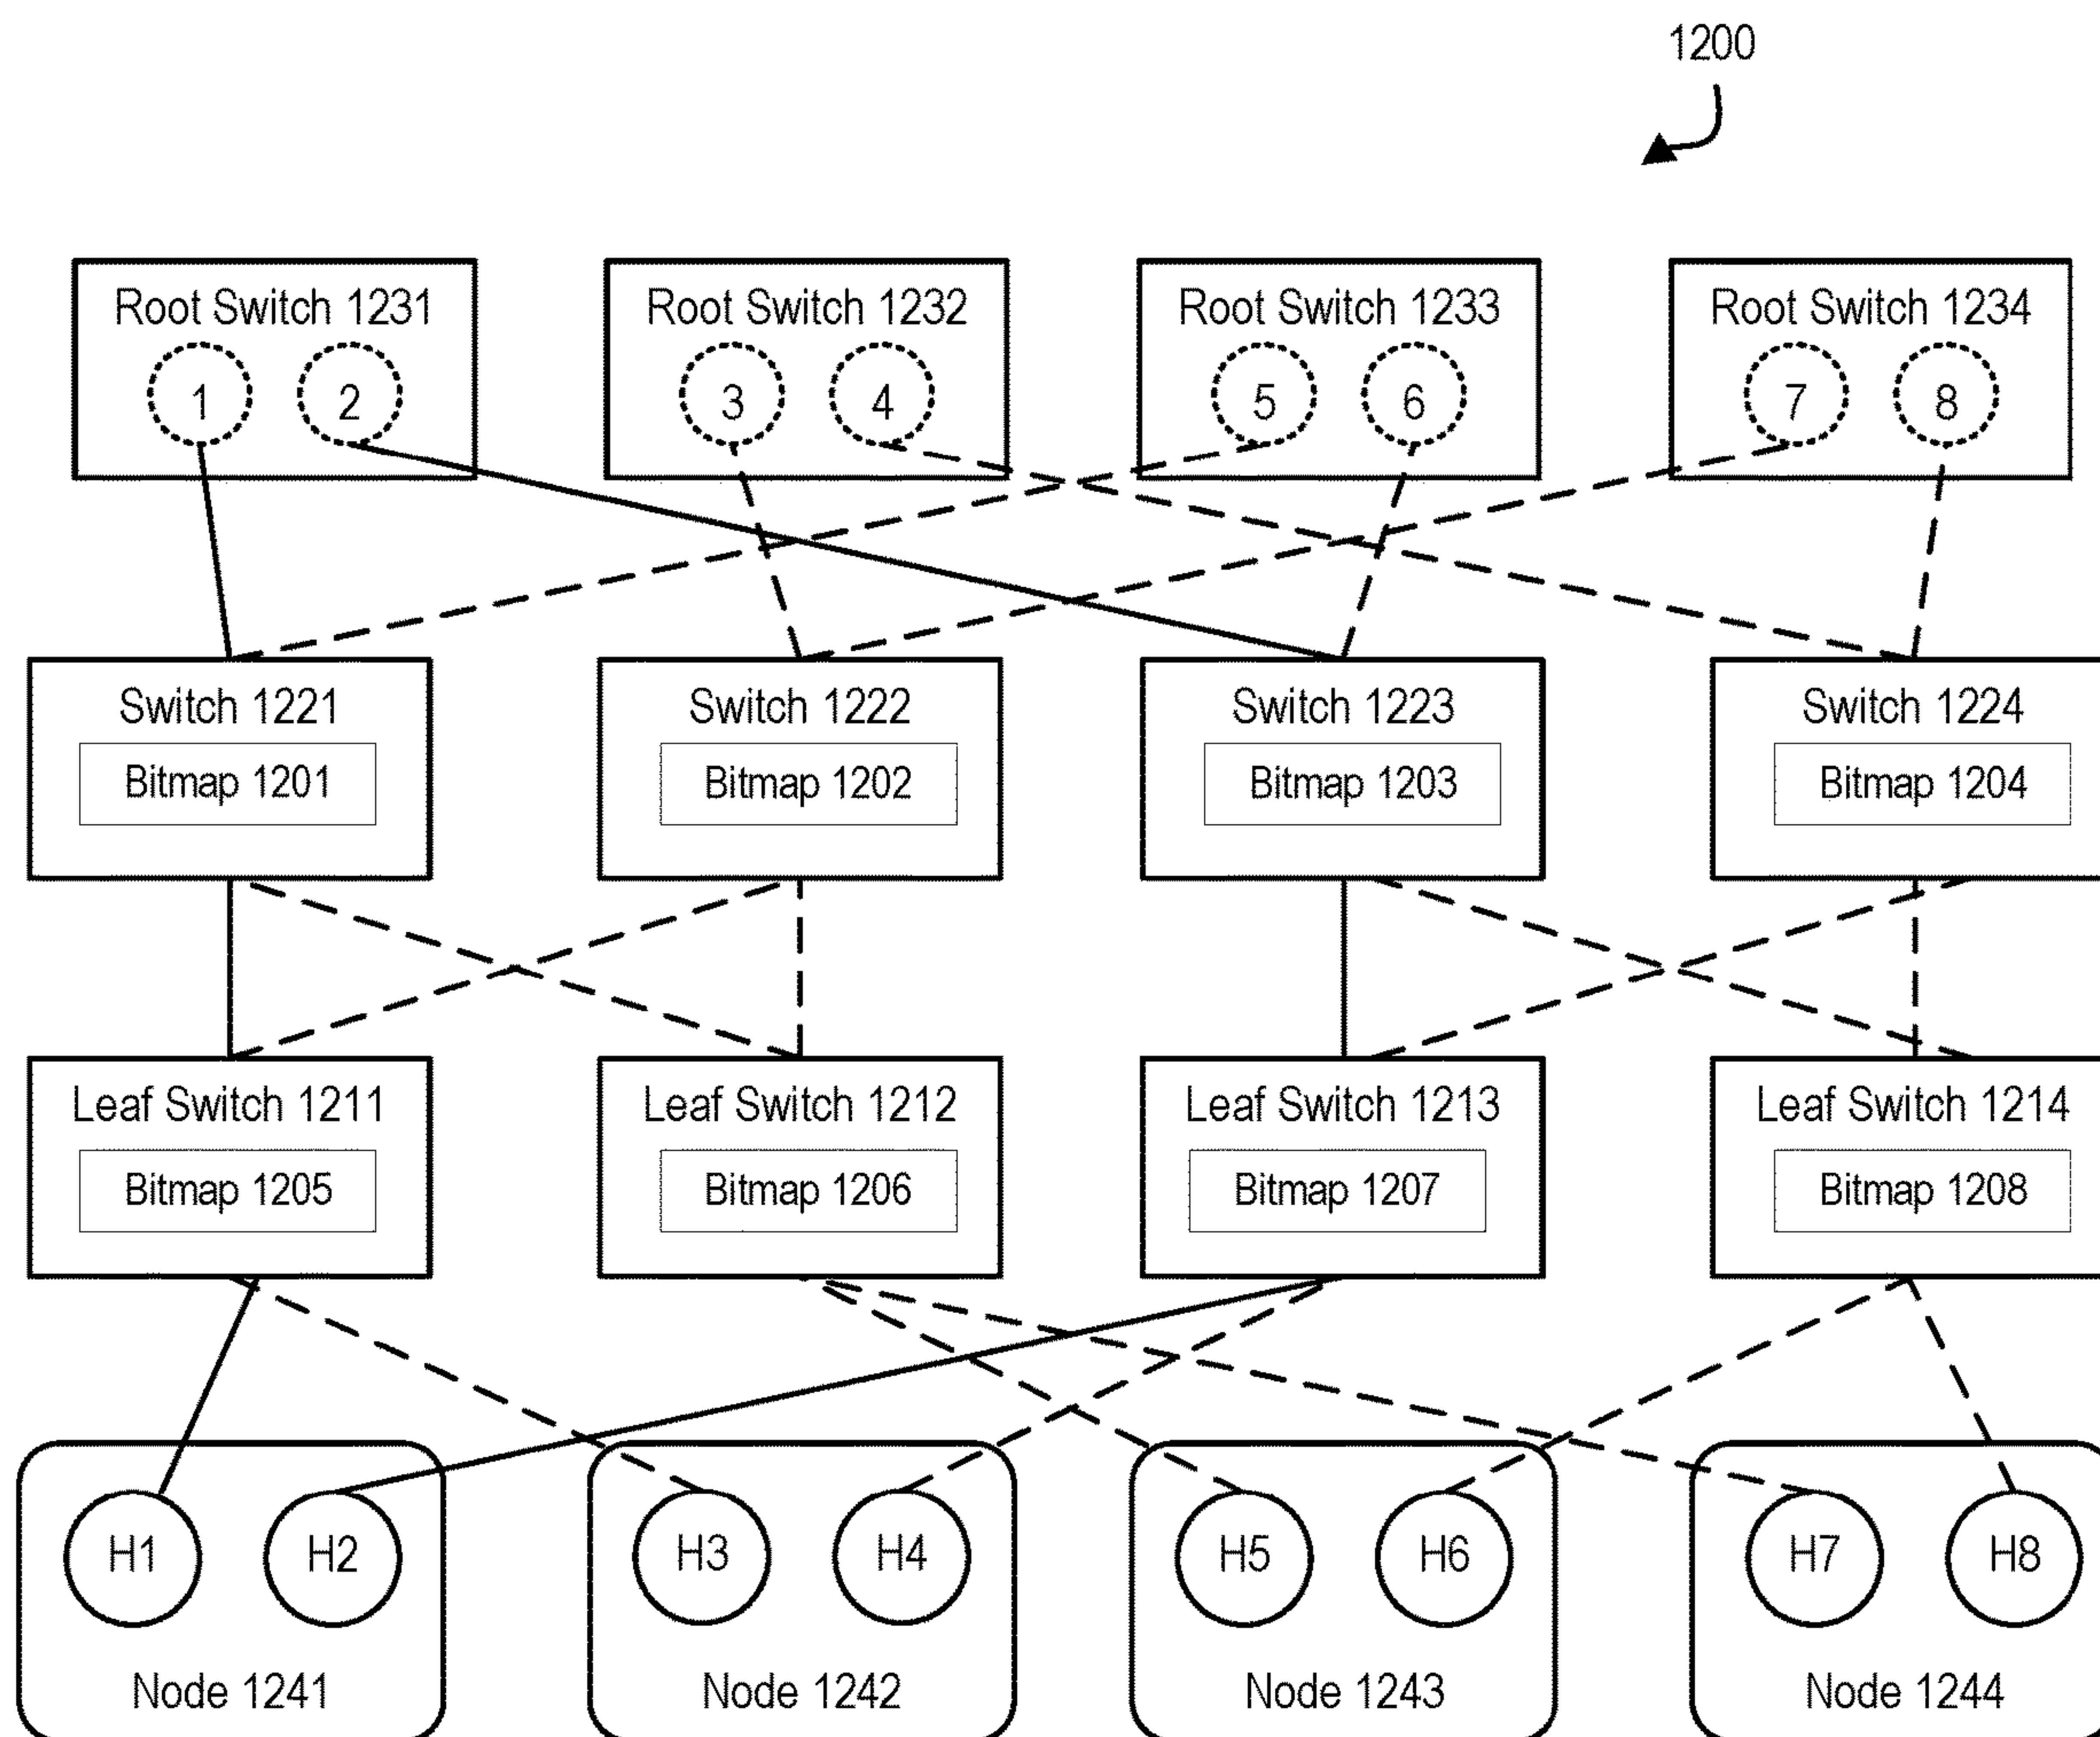 1200
Root Switch 1231
Root Switch 1232
Root Switch 1233
Root Switch 1234
1
2
3
4
5
6
7
8
Switch 1221
Switch 1222
Switch 1223
Switch 1224
Bitmap 1201
Bitmap 1202
Bitmap 1203
Bitmap 1204
Leaf Switch 1211
Leaf Switch 1212
Leaf Switch 1213
Leaf Switch 1214
Bitmap 1205
Bitmap 1206
Bitmap 1207
Bitmap 1208
H1
H2
H3
H4
H5
H6
H7
H8
Node 1241
Node 1242
Node 1243
Node 1244